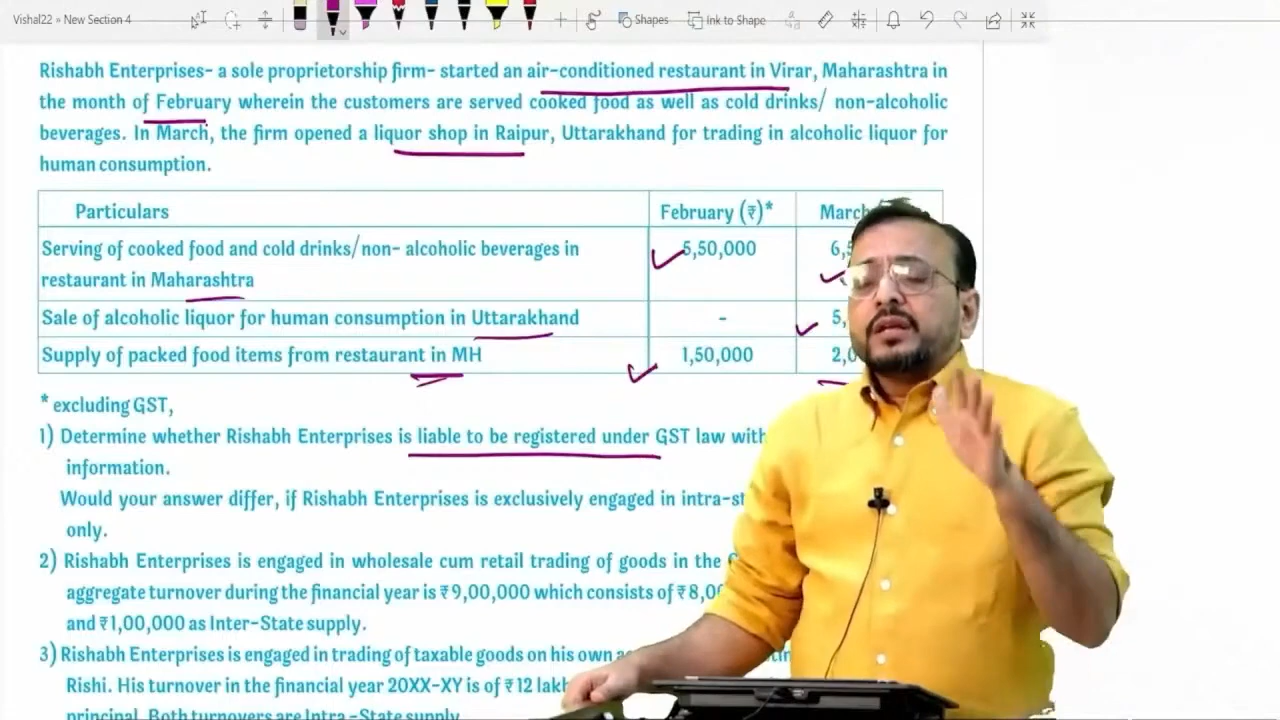 Vishal22 » New Section 4
Shapes
Ink to Shape
Rishabh Enterprises- a sole proprietorship firm- started an air-conditioned restaurant in Virar, Maharashtra in
the month of February wherein the customers are served cooked food as well as cold drinks/ non-alcoholic
beverages. In March, the firm opened a liquor shop in Raipur, Uttarakhand for trading in alcoholic liquor for
human consumption.
Particulars February (₹)* March
Serving of cooked food and cold drinks/non- alcoholic beverages in 5,50,000 6,5
restaurant in Maharashtra
Sale of alcoholic liquor for human consumption in Uttarakhand - 5,
Supply of packed food items from restaurant in MH 1,50,000 2,0
* excluding GST,
1) Determine whether Rishabh Enterprises is liable to be registered under GST law with
information.
Would your answer differ, if Rishabh Enterprises is exclusively engaged in
only.
2) Rishabh Enterprises is engaged in wholesale cum retail trading of goods in the
aggregate turnover during the financial year is ₹9,00,000 which consists of
and ₹1,00,000 as Inter-State supply.
3) Rishabh Enterprises is engaged in trading of taxable goods on his own
Rishi. His turnover in the financial year 20XX-XY is of ₹12
principal. Both turnovers are Intra -State supply.